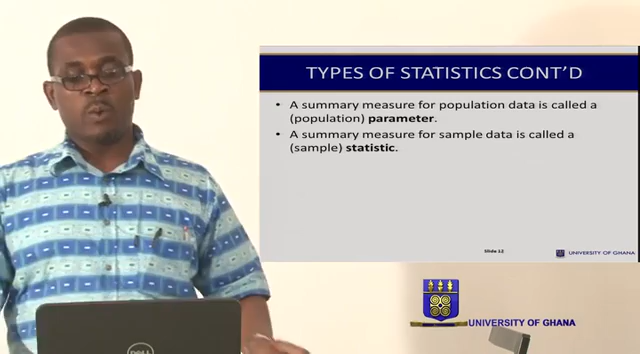 TYPES OF STATISTICS CONT'D
• A summary measure for population data is called a
(population) parameter.
• A summary measure for sample data is called a
(sample) statistic.
Slide 12
UNIVERSITY OF GHANA
UNIVERSITY OF GHANA
DELL